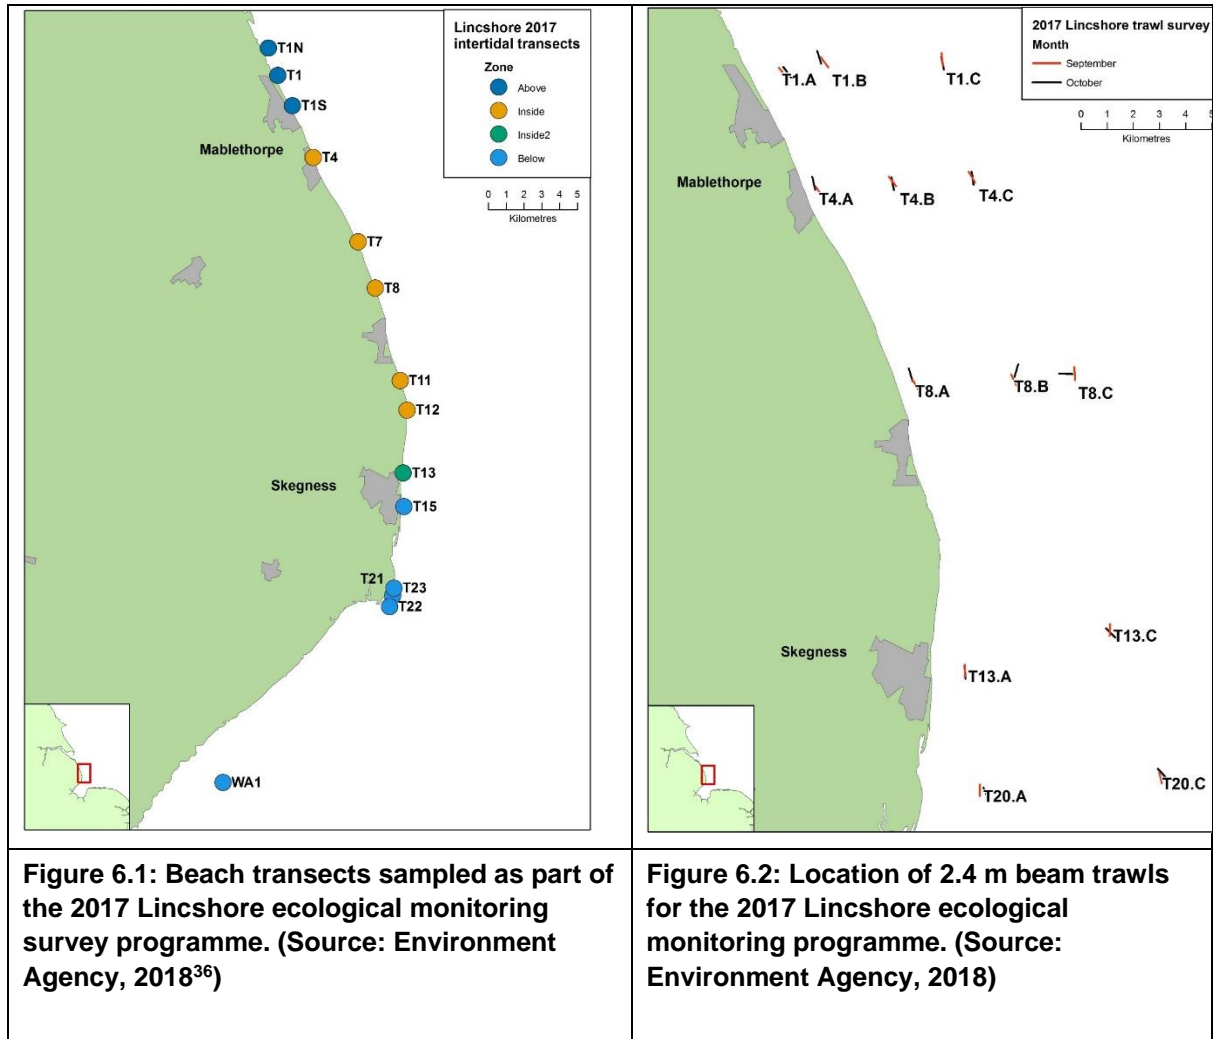 Lincshore 2017
intertidal transects
Zone
Above
Inside
Inside2
Below
0 1 2 3 4 5
Kilometres
T1N
T1
T1S
Mablethorpe
T4
T7
T8
T11
T12
T13
Skegness
T15
T21
T23
T22
WA1
2017 Lincshore trawl survey
Month
September
October
0 1 2 3 4 5
Kilometres
T1.A
T1.B
T1.C
Mablethorpe
T4.A
T4.B
T4.C
T8.A
T8.B
T8.C
T13.C
Skegness
T13.A
T20.A
T20.C
Figure 6.1: Beach transects sampled as part of
the 2017 Lincshore ecological monitoring
survey programme. (Source: Environment
Agency, 2018³⁶)
Figure 6.2: Location of 2.4 m beam trawls
for the 2017 Lincshore ecological
monitoring programme. (Source:
Environment Agency, 2018)